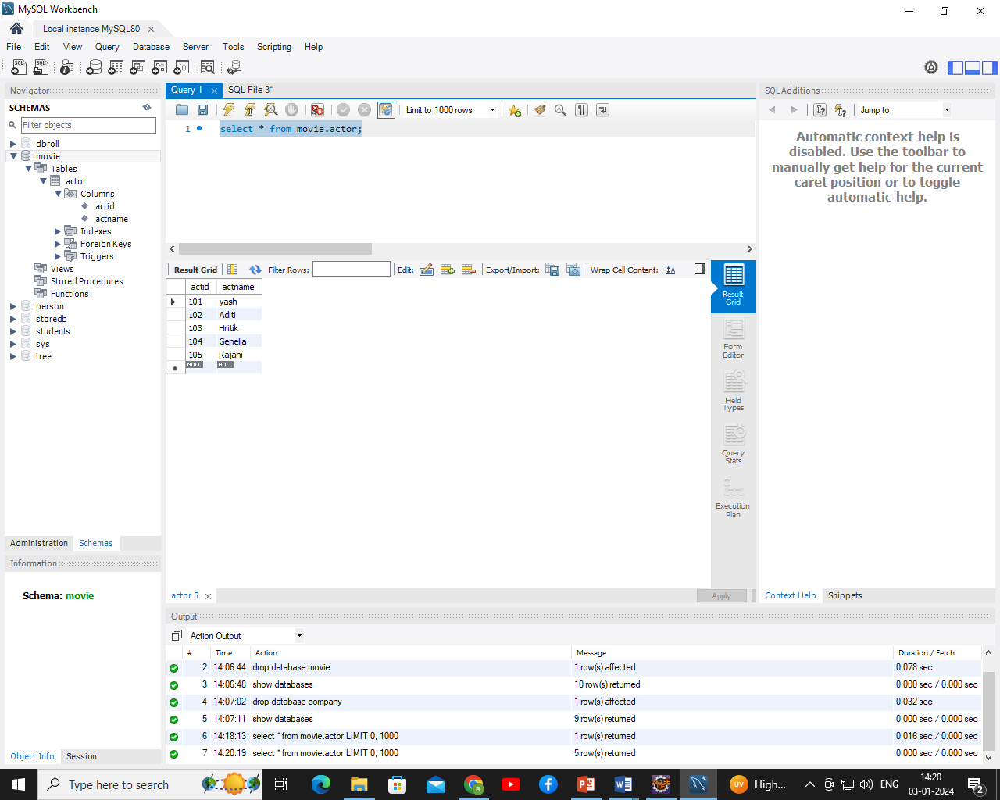 MySQL Workbench
Local instance MySQL80
File Edit View Query Database Server Tools Scripting Help
Navigator
SCHEMAS
Filter objects
dbroll
movie
Tables
actor
Columns
actid
actname
Indexes
Foreign Keys
Triggers
Views
Stored Procedures
Functions
person
storedb
students
sys
tree
Administration Schemas
Information
Schema: movie
Object Info Session
Query 1 SQL File 3*
Limit to 1000 rows
1 select * from movie.actor;
Result Grid Filter Rows: Edit: Export/Import: Wrap Cell Content:
actid actname
101 yash
102 Aditi
103 Hritik
104 Genelia
105 Rajani
NULL NULL
Result Grid
Form Editor
Field Types
Query Stats
Execution Plan
actor 5 Apply
SQLAdditions
Jump to
Automatic context help is
disabled. Use the toolbar to
manually get help for the current
caret position or to toggle
automatic help.
Context Help Snippets
Output
Action Output
# Time Action Message Duration / Fetch
2 14:06:44 drop database movie 1 row(s) affected 0.078 sec
3 14:06:48 show databases 10 row(s) returned 0.000 sec / 0.000 sec
4 14:07:02 drop database company 1 row(s) affected 0.032 sec
5 14:07:11 show databases 9 row(s) returned 0.000 sec / 0.000 sec
6 14:18:13 select * from movie.actor LIMIT 0, 1000 1 row(s) returned 0.016 sec / 0.000 sec
7 14:20:19 select * from movie.actor LIMIT 0, 1000 5 row(s) returned 0.000 sec / 0.000 sec
Type here to search
UV High... ENG 14:20
03-01-2024 2